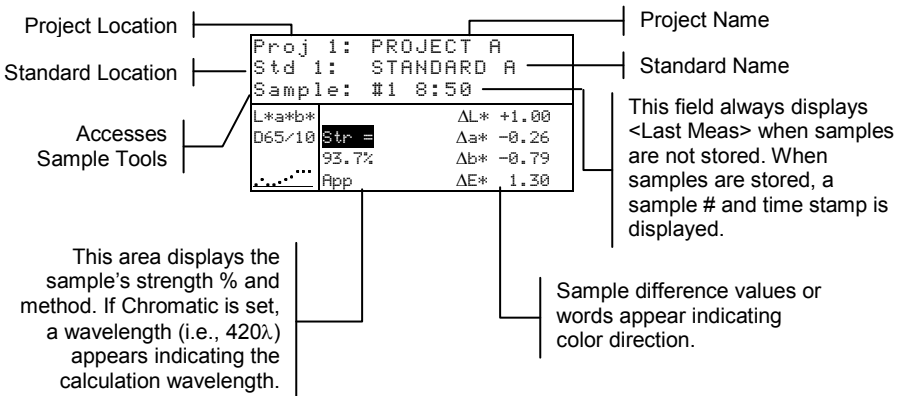 Project Location
Project Name
Proj 1: PROJECT A
Standard Location
Std 1: STANDARD A
Standard Name
Sample: #1 8:50
Accesses
Sample Tools
This field always displays
<Last Meas> when samples
are not stored. When
samples are stored, a
sample # and time stamp is
displayed.
L*a*b*
D65/10
Str =
93.7%
App
ΔL* +1.00
Δa* -0.26
Δb* -0.79
ΔE* 1.30
This area displays the
sample's strength % and
method. If Chromatic is set,
a wavelength (i.e., 420λ)
appears indicating the
calculation wavelength.
Sample difference values or
words appear indicating
color direction.